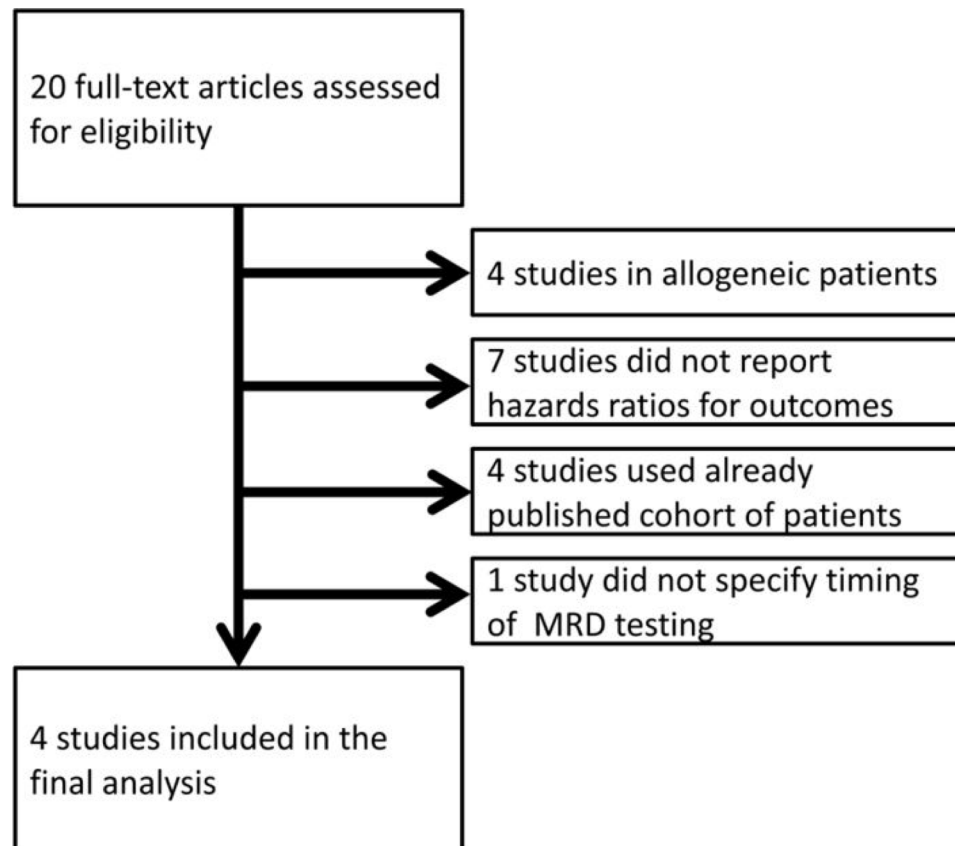 20 full-text articles assessed
for eligibility
4 studies in allogeneic patients
7 studies did not report
hazards ratios for outcomes
4 studies used already
published cohort of patients
1 study did not specify timing
of MRD testing
4 studies included in the
final analysis